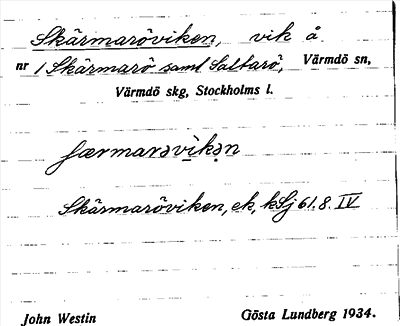 Skärmaröviken, vik å
nr 1 Skärmarö samt Saltarö, Värmdö sn,
Värmdö skg, Stockholms l.
ʃærmarəvikən
Skärmaröviken, ek, kSj 61.8. IV
John Westin Gösta Lundberg 1934.